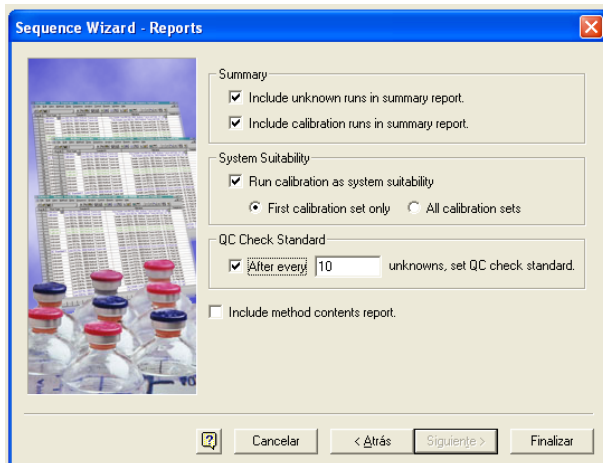 Sequence Wizard - Reports
Summary
Include unknown runs in summary report.
Include calibration runs in summary report.
System Suitability
Run calibration as system suitability
First calibration set only All calibration sets
QC Check Standard
After every 10 unknowns, set QC check standard.
Include method contents report.
? Cancelar < Atrás Siguiente > Finalizar